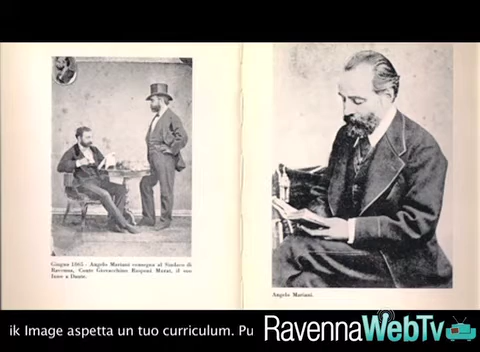 Giugno 1865 - Angelo Mariani consegna al Sindaco di
Ravenna, Conte Gioacchino Rasponi Murat, il suo
Inno a Dante.
Angelo Mariani.
ik Image aspetta un tuo curriculum. Pu
RavennaWebTv